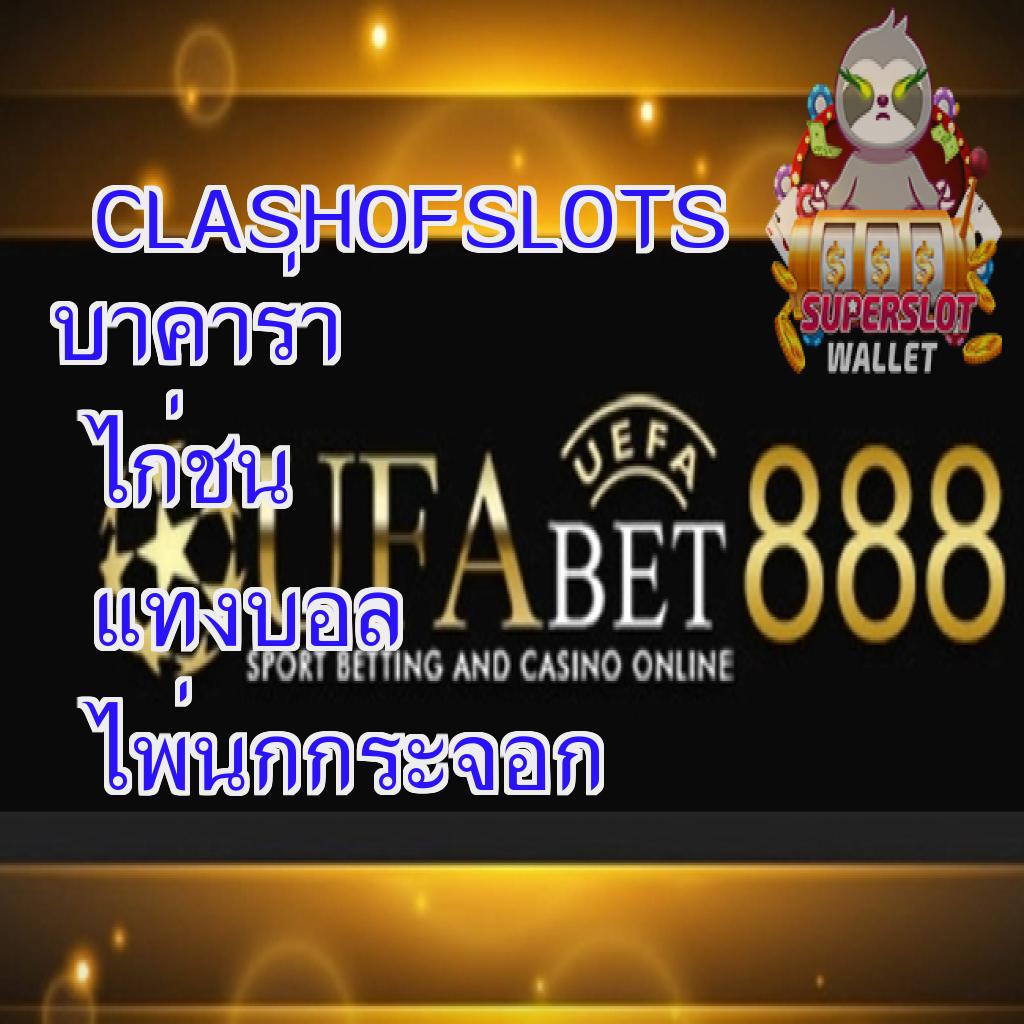 CLASHOFSLOTS
บาคาร่า
ไก่ชน
แทงบอล
ไพ่นกกระจอก
SUPERSLOT
WALLET
UEFA
UFABET888
SPORT BETTING AND CASINO ONLINE